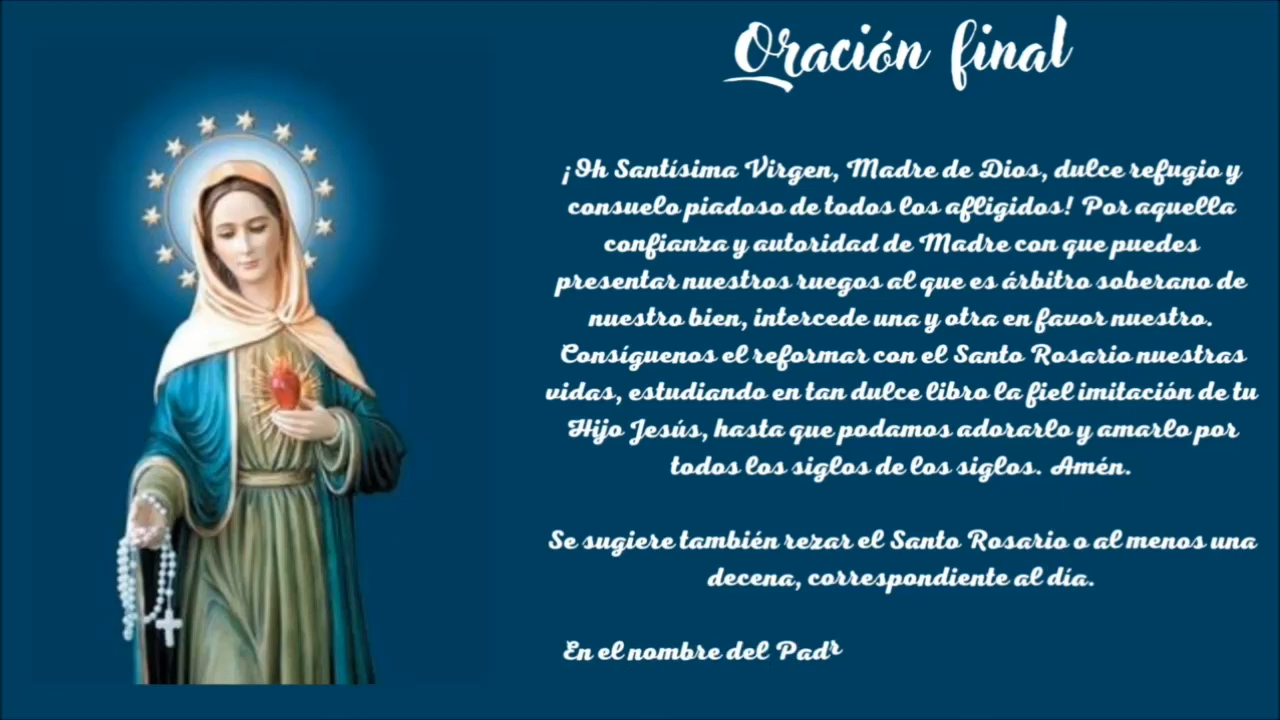 Oración final
¡Oh Santísima Virgen, Madre de Dios, dulce refugio y
consuelo piadoso de todos los afligidos! Por aquella
confianza y autoridad de Madre con que puedes
presentar nuestros ruegos al que es árbitro soberano de
nuestro bien, intercede una y otra en favor nuestro.
Consíguenos el reformar con el Santo Rosario nuestras
vidas, estudiando en tan dulce libro la fiel imitación de tu
Hijo Jesús, hasta que podamos adorarlo y amarlo por
todos los siglos de los siglos. Amén.
Se sugiere también rezar el Santo Rosario o al menos una
decena, correspondiente al día.
En el nombre del Padr